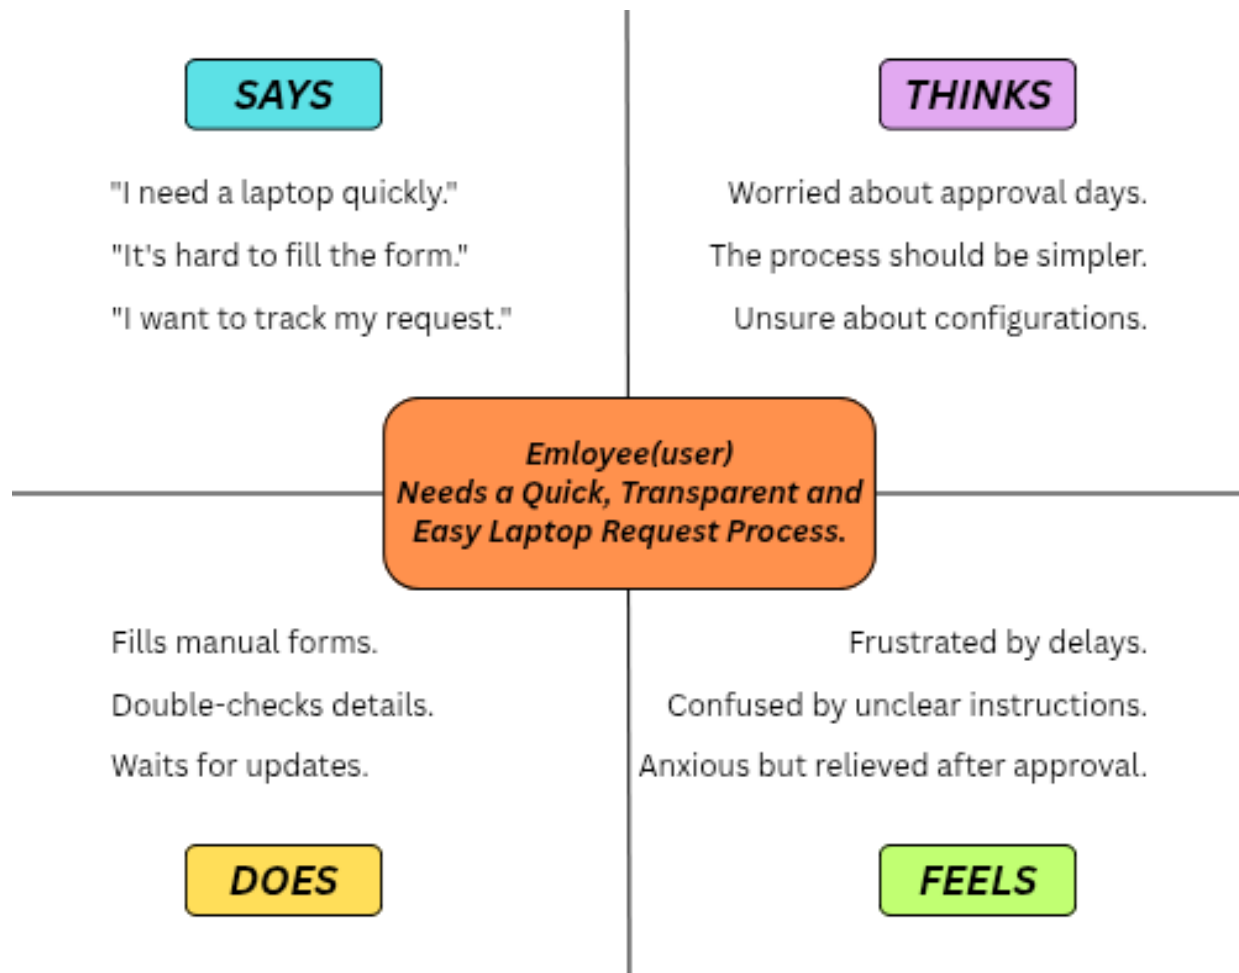 SAYS
"I need a laptop quickly."
"It's hard to fill the form."
"I want to track my request."
THINKS
Worried about approval days.
The process should be simpler.
Unsure about configurations.
Emloyee(user)
Needs a Quick, Transparent and
Easy Laptop Request Process.
Fills manual forms.
Double-checks details.
Waits for updates.
DOES
Frustrated by delays.
Confused by unclear instructions.
Anxious but relieved after approval.
FEELS